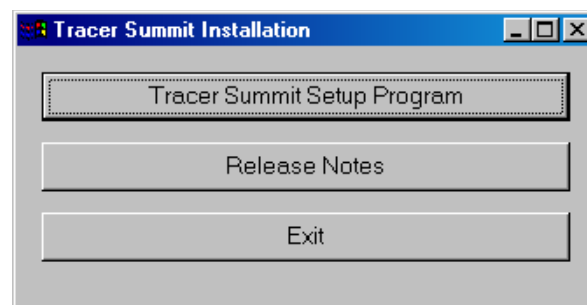 Tracer Summit Installation
Tracer Summit Setup Program
Release Notes
Exit